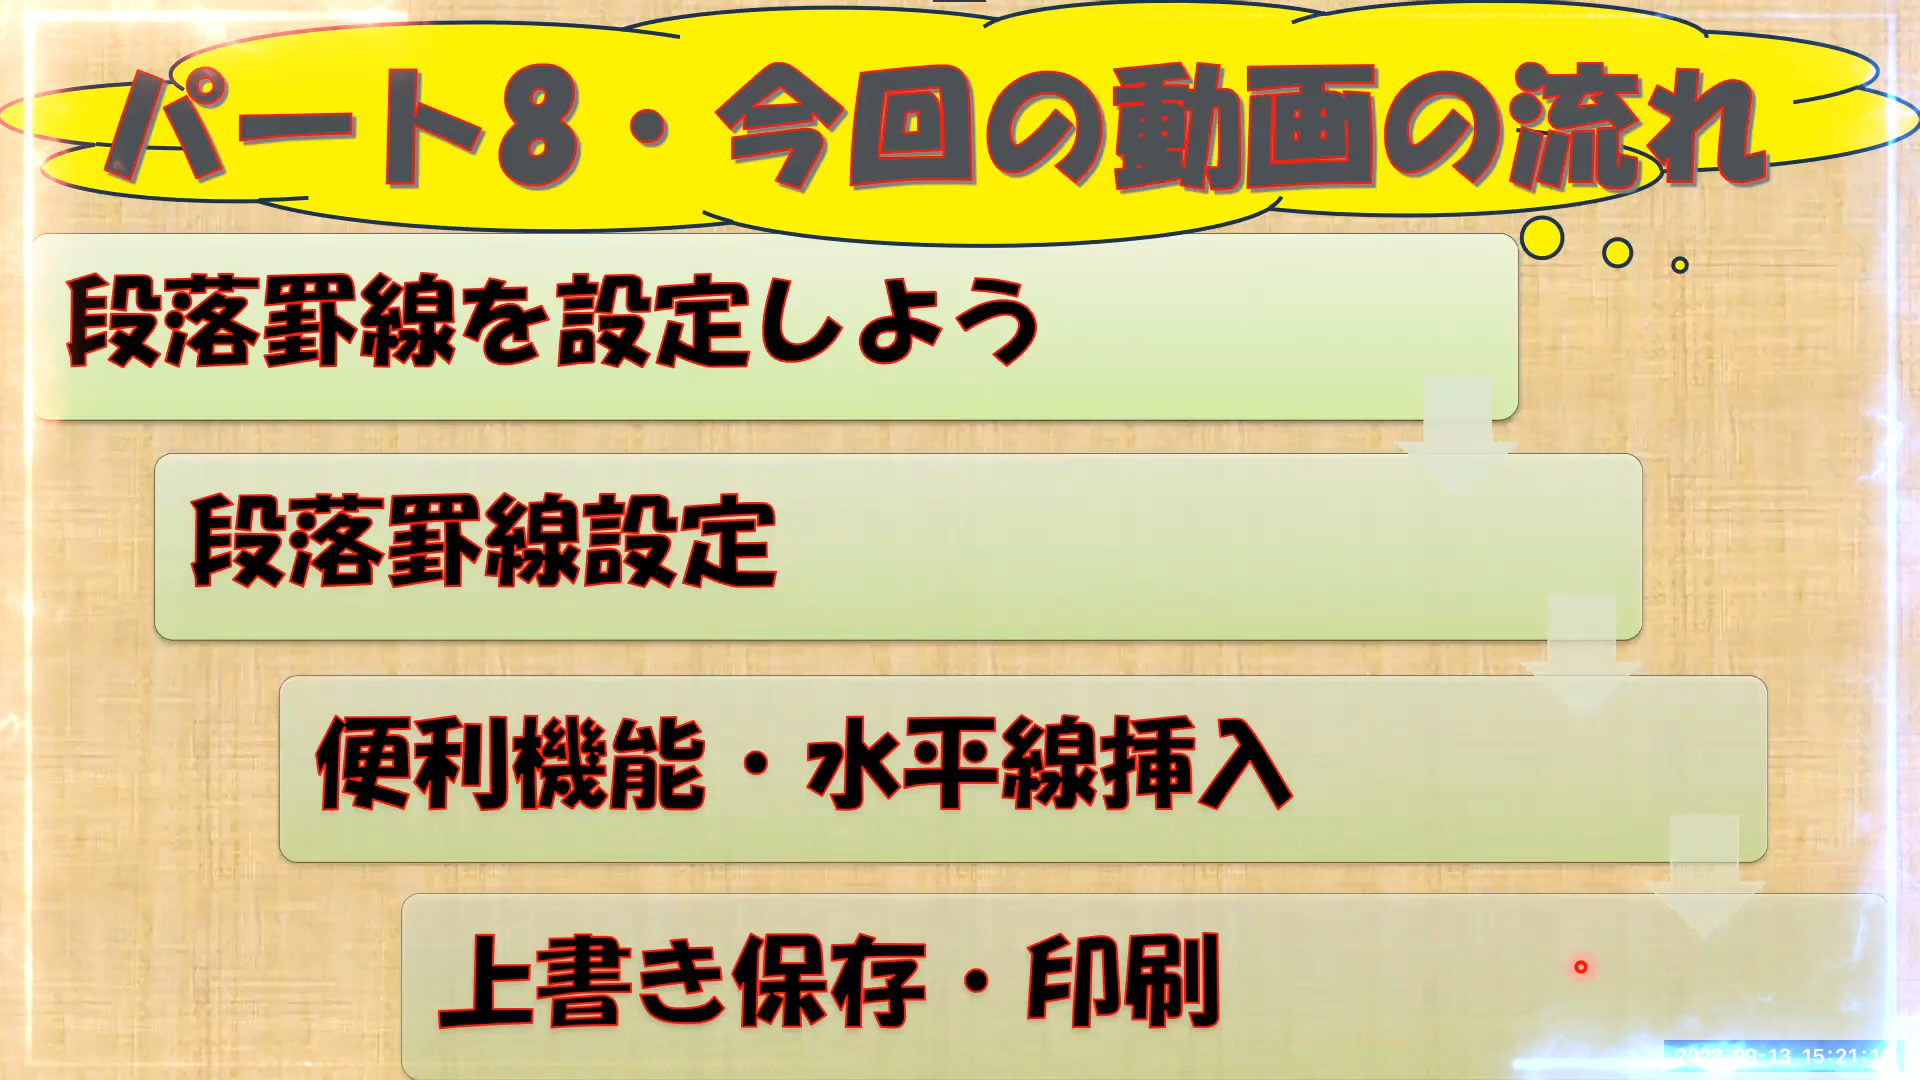 パート8・今回の動画の流れ
段落罫線を設定しよう
段落罫線設定
便利機能・水平線挿入
上書き保存・印刷